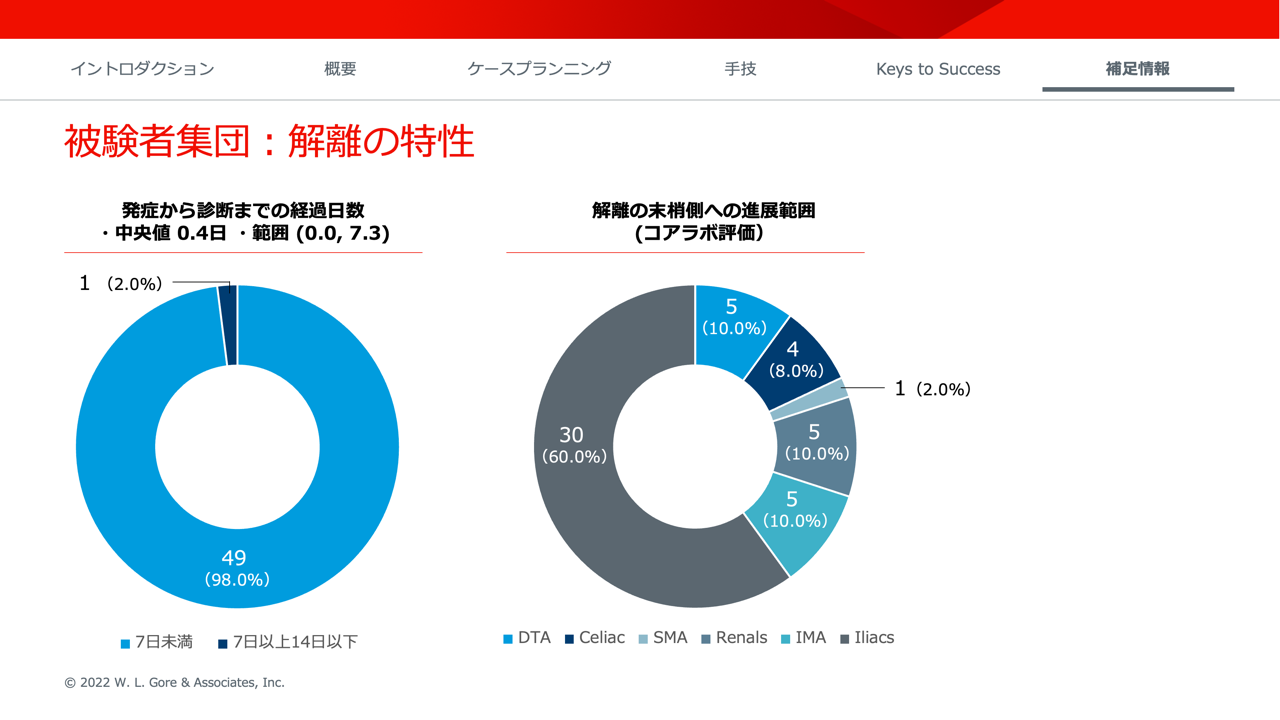 イントロダクション
概要
ケースプランニング
手技
Keys to Success
補足情報
被験者集団：解離の特性
発症から診断までの経過日数
・中央値 0.4日 ・範囲 (0.0, 7.3)
1 （2.0%）
49
（98.0%）
7日未満
7日以上14日以下
解離の末梢側への進展範囲
(コアラボ評価）
5
（10.0%）
4
（8.0%）
1（2.0%）
5
（10.0%）
5
（10.0%）
30
（60.0%）
DTA
Celiac
SMA
Renals
IMA
Iliacs
© 2022 W. L. Gore & Associates, Inc.